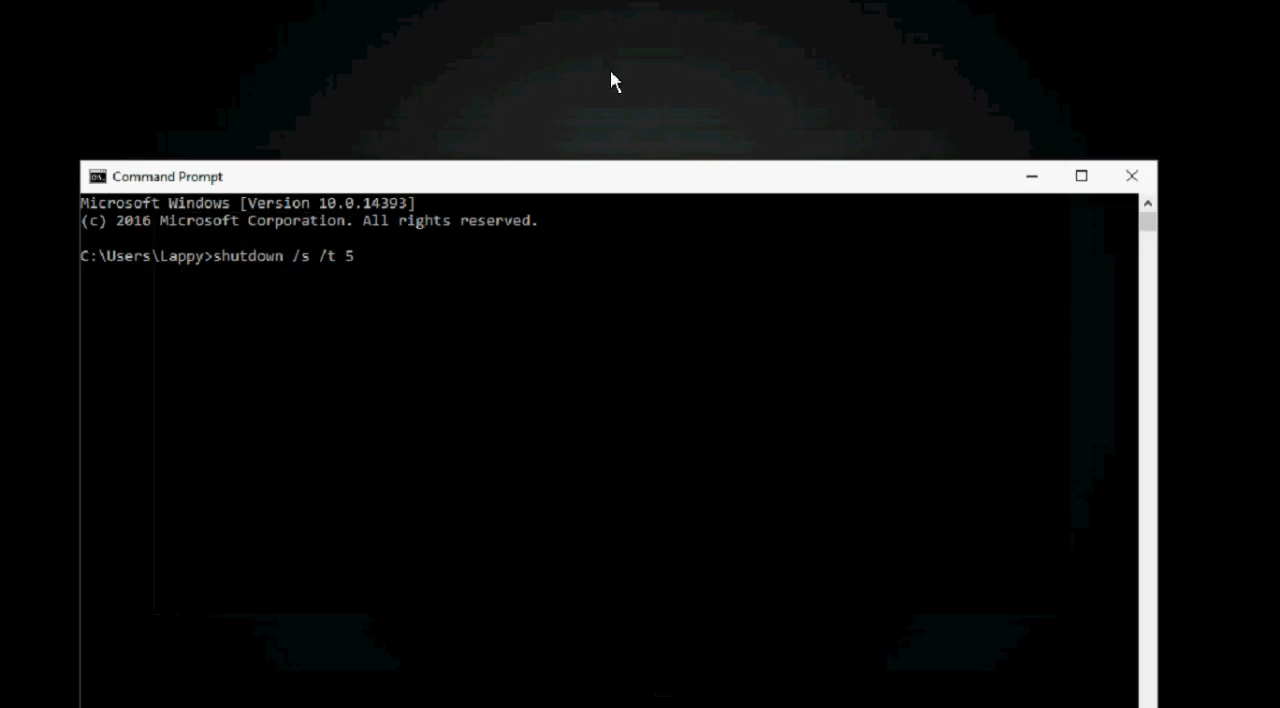 Command Prompt
Microsoft Windows [Version 10.0.14393]
(c) 2016 Microsoft Corporation. All rights reserved.
C:\Users\Lappy>shutdown /s /t 5